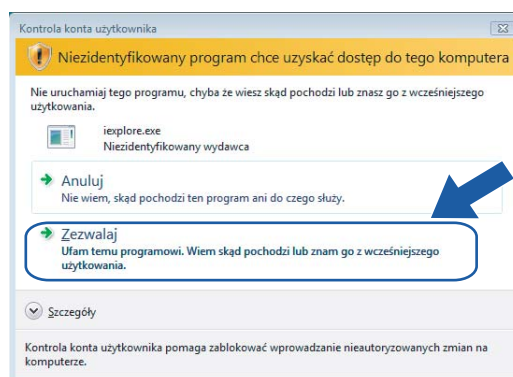 Kontrola konta użytkownika
Niezidentyfikowany program chce uzyskać dostęp do tego komputera
Nie uruchamiaj tego programu, chyba że wiesz skąd pochodzi lub znasz go z wcześniejszego
użytkowania.
iexplore.exe
Niezidentyfikowany wydawca
Anuluj
Nie wiem, skąd pochodzi ten program ani do czego służy.
Zezwalaj
Ufam temu programowi. Wiem skąd pochodzi lub znam go z wcześniejszego
użytkowania.
Szczegóły
Kontrola konta użytkownika pomaga zablokować wprowadzanie nieautoryzowanych zmian na
komputerze.